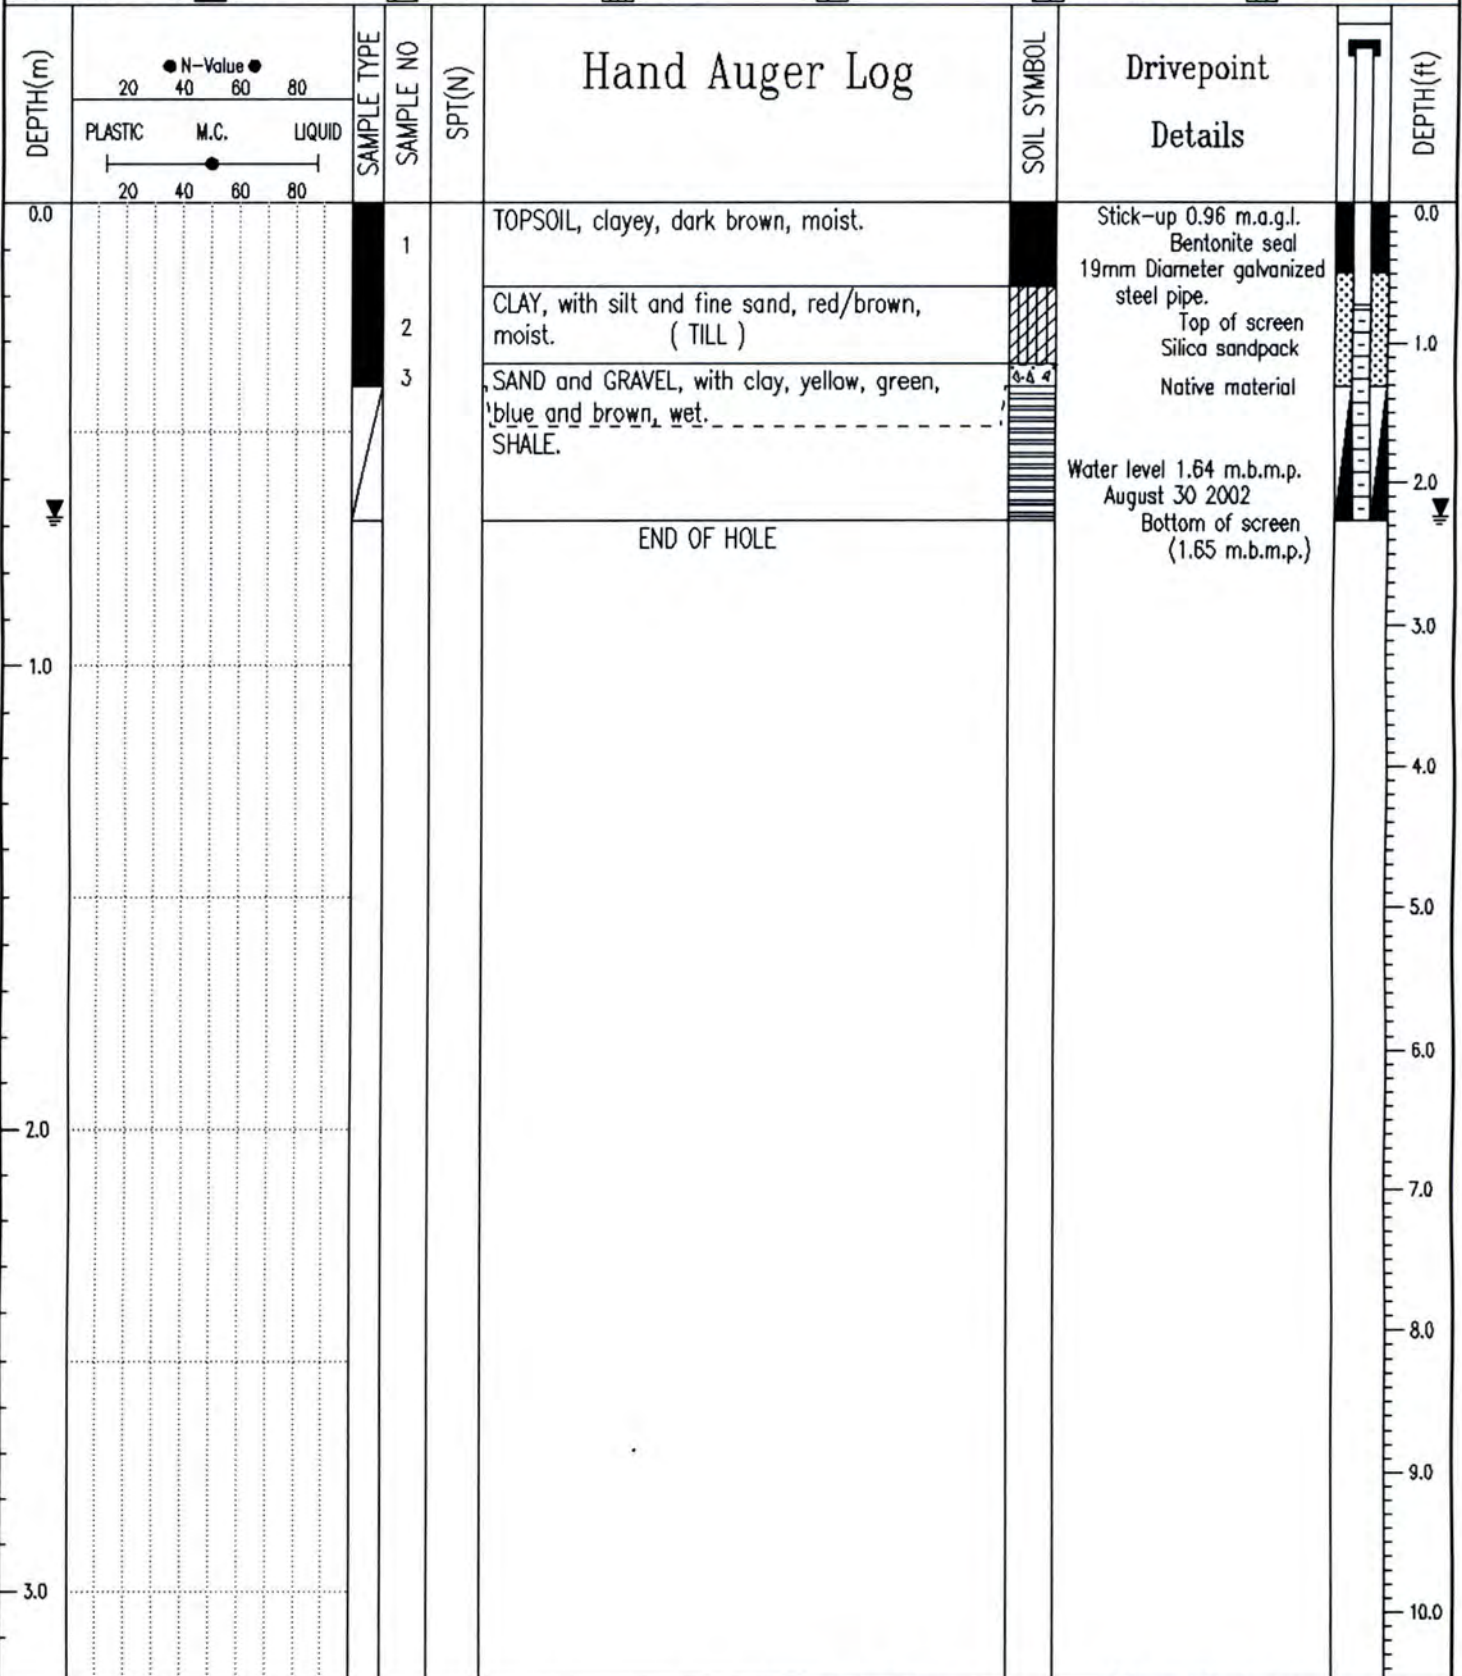 DEPTH(m)
N-Value
20 40 60 80
PLASTIC M.C. LIQUID
20 40 60 80
SAMPLE TYPE
SAMPLE NO
SPT(N)
Hand Auger Log
SOIL SYMBOL
Drivepoint
Details
DEPTH(ft)
0.0
1.0
2.0
3.0
1
2
3
TOPSOIL, clayey, dark brown, moist.
CLAY, with silt and fine sand, red/brown,
moist. ( TILL )
SAND and GRAVEL, with clay, yellow, green,
blue and brown, wet.
SHALE.
END OF HOLE
Stick-up 0.96 m.a.g.l.
Bentonite seal
19mm Diameter galvanized
steel pipe.
Top of screen
Silica sandpack
Native material
Water level 1.64 m.b.m.p.
August 30 2002
Bottom of screen
(1.65 m.b.m.p.)
0.0
1.0
2.0
3.0
4.0
5.0
6.0
7.0
8.0
9.0
10.0